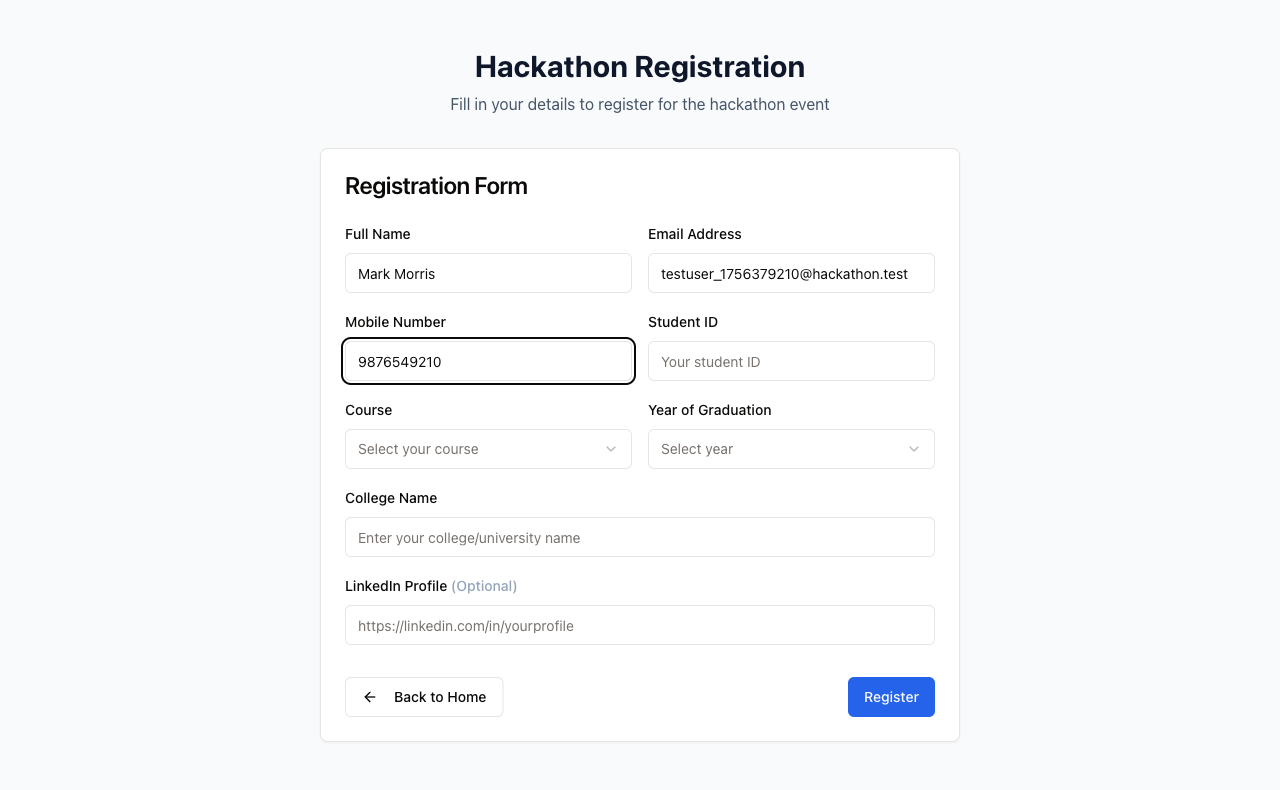 Hackathon Registration
Fill in your details to register for the hackathon event
Registration Form
Full Name
Mark Morris
Email Address
testuser_1756379210@hackathon.test
Mobile Number
9876549210
Student ID
Your student ID
Course
Select your course
Year of Graduation
Select year
College Name
Enter your college/university name
LinkedIn Profile (Optional)
https://linkedin.com/in/yourprofile
Back to Home
Register